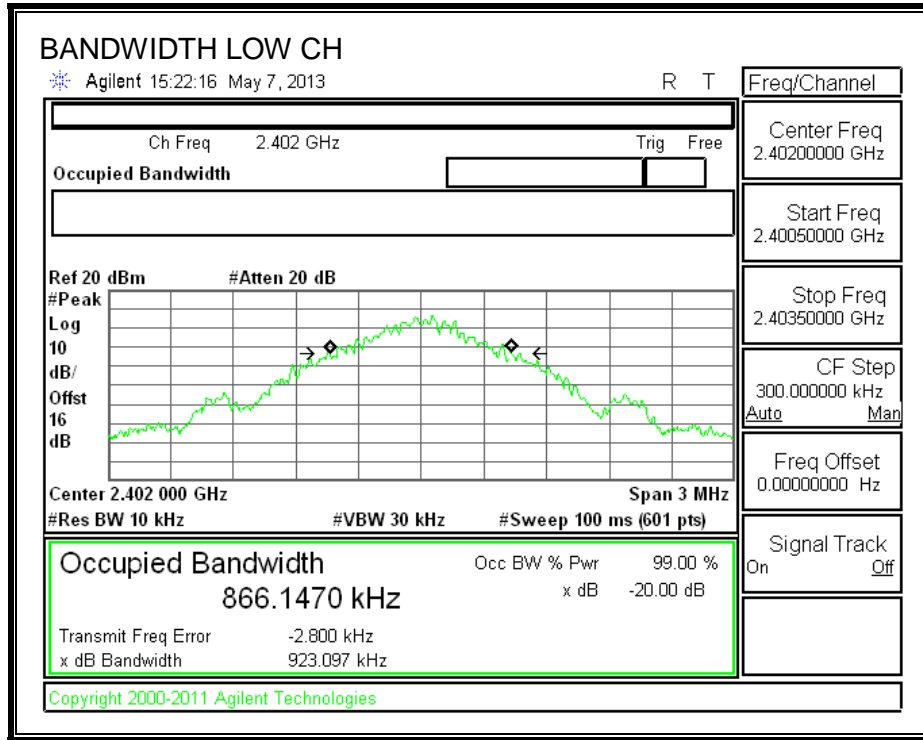 BANDWIDTH LOW CH
Agilent 15:22:16 May 7, 2013 R T
Ch Freq 2.402 GHz Trig Free
Occupied Bandwidth
Ref 20 dBm #Atten 20 dB
#Peak
Log
10
dB/
Offst
16
dB
Center 2.402 000 GHz Span 3 MHz
#Res BW 10 kHz #VBW 30 kHz #Sweep 100 ms (601 pts)
Occupied Bandwidth Occ BW % Pwr 99.00 %
866.1470 kHz x dB -20.00 dB
Transmit Freq Error -2.800 kHz
x dB Bandwidth 923.097 kHz
Copyright 2000-2011 Agilent Technologies
Freq/Channel
Center Freq
2.40200000 GHz
Start Freq
2.40050000 GHz
Stop Freq
2.40350000 GHz
CF Step
300.000000 kHz
Auto Man
Freq Offset
0.00000000 Hz
Signal Track
On Off